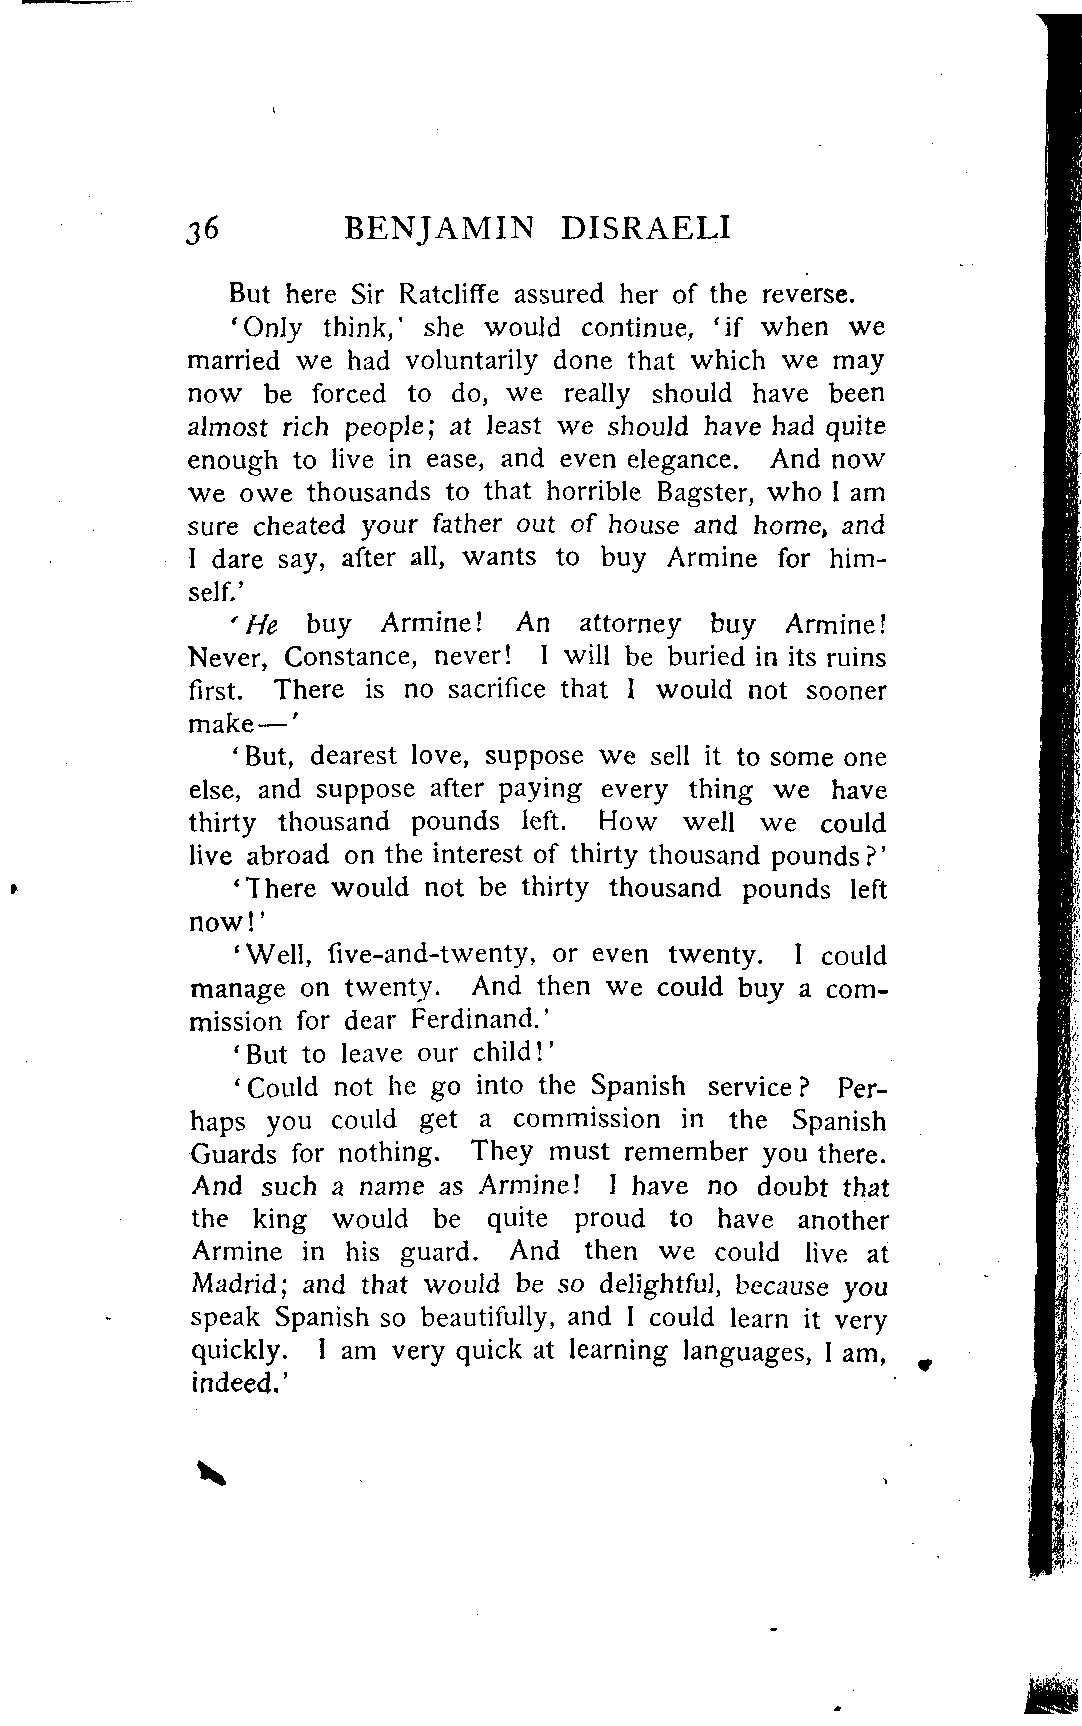 36 BENJAMIN DISRAELI
But here Sir Ratcliffe assured her of the reverse.
‘Only think,’ she would continue, ‘if when we
married we had voluntarily done that which we may
now be forced to do, we really should have been
almost rich people; at least we should have had quite
enough to live in ease, and even elegance. And now
we owe thousands to that horrible Bagster, who I am
sure cheated your father out of house and home, and
I dare say, after all, wants to buy Armine for him-
self.’
‘He buy Armine! An attorney buy Armine!
Never, Constance, never! I will be buried in its ruins
first. There is no sacrifice that I would not sooner
make—’
‘But, dearest love, suppose we sell it to some one
else, and suppose after paying every thing we have
thirty thousand pounds left. How well we could
live abroad on the interest of thirty thousand pounds?’
‘There would not be thirty thousand pounds left
now!’
‘Well, five-and-twenty, or even twenty. I could
manage on twenty. And then we could buy a com-
mission for dear Ferdinand.’
‘But to leave our child!’
‘Could not he go into the Spanish service? Per-
haps you could get a commission in the Spanish
Guards for nothing. They must remember you there.
And such a name as Armine! I have no doubt that
the king would be quite proud to have another
Armine in his guard. And then we could live at
Madrid; and that would be so delightful, because you
speak Spanish so beautifully, and I could learn it very
quickly. I am very quick at learning languages, I am,
indeed.’